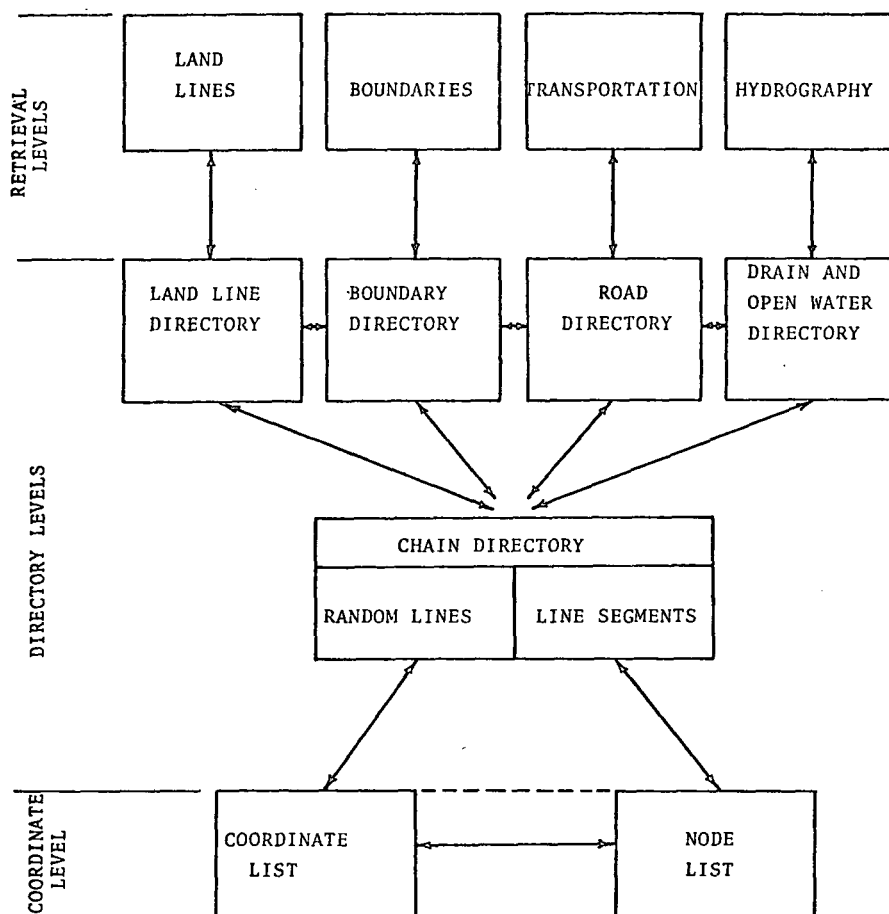 RETRIEVAL
LEVELS
LAND
LINES
BOUNDARIES
TRANSPORTATION
HYDROGRAPHY
DIRECTORY LEVELS
LAND LINE
DIRECTORY
BOUNDARY
DIRECTORY
ROAD
DIRECTORY
DRAIN AND
OPEN WATER
DIRECTORY
CHAIN DIRECTORY
RANDOM LINES
LINE SEGMENTS
COORDINATE
LEVEL
COORDINATE
LIST
NODE
LIST